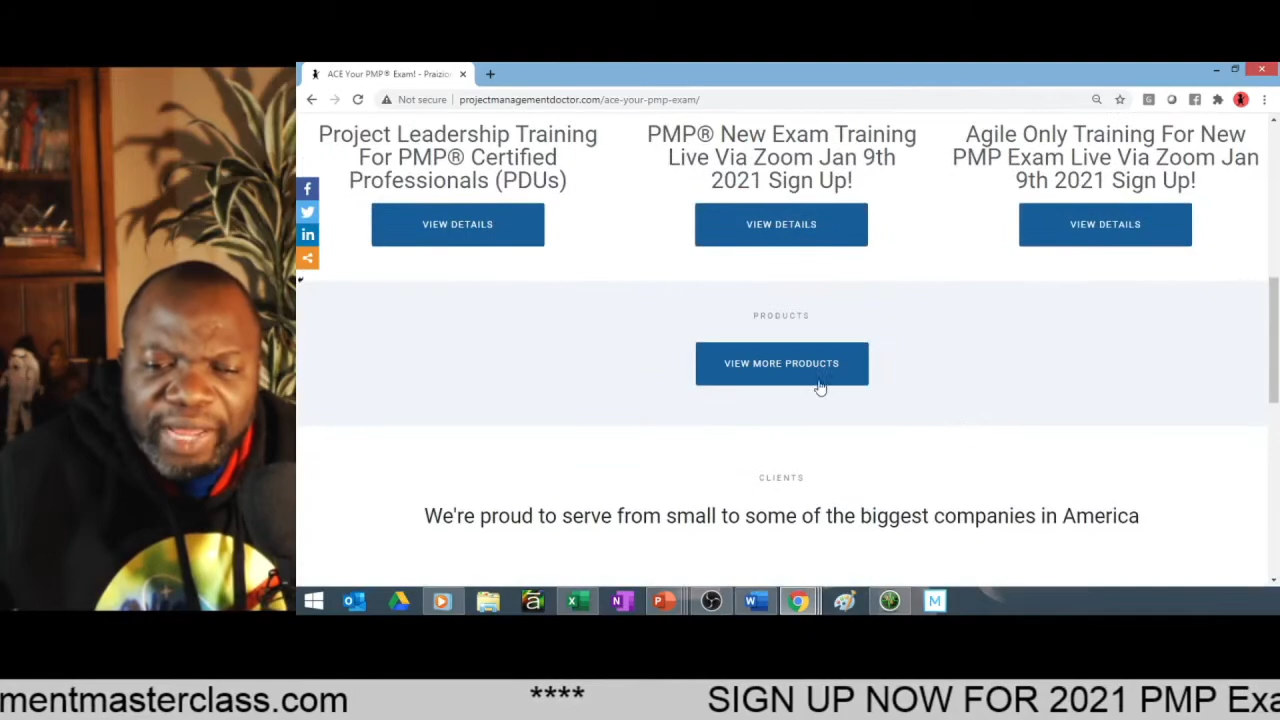 ACE Your PMP® Exam! - Praizio
Not secure
projectmanagementdoctor.com/ace-your-pmp-exam/
Project Leadership Training
For PMP® Certified
Professionals (PDUs)
VIEW DETAILS
PMP® New Exam Training
Live Via Zoom Jan 9th
2021 Sign Up!
VIEW DETAILS
Agile Only Training For New
PMP Exam Live Via Zoom Jan
9th 2021 Sign Up!
VIEW DETAILS
PRODUCTS
VIEW MORE PRODUCTS
CLIENTS
We're proud to serve from small to some of the biggest companies in America
mentmasterclass.com **** SIGN UP NOW FOR 2021 PMP Exa